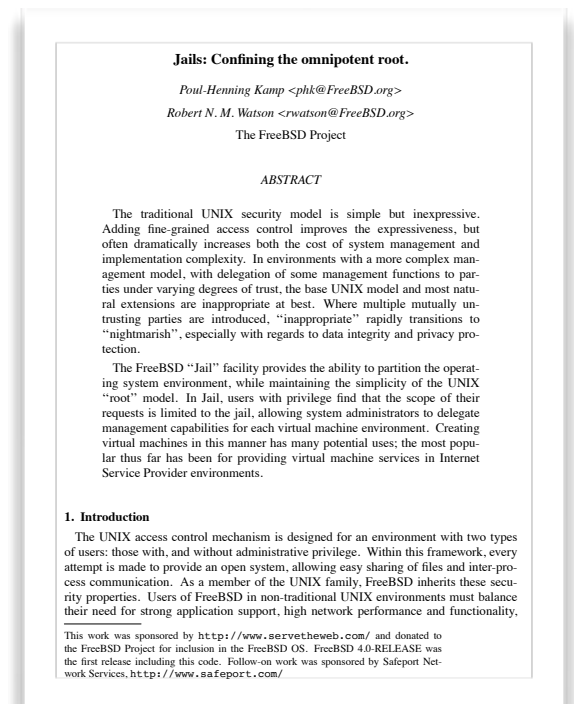 Jails: Confining the omnipotent root.
Poul-Henning Kamp <phk@FreeBSD.org>
Robert N. M. Watson <rwatson@FreeBSD.org>
The FreeBSD Project
ABSTRACT
The traditional UNIX security model is simple but inexpressive.
Adding fine-grained access control improves the expressiveness, but
often dramatically increases both the cost of system management and
implementation complexity. In environments with a more complex man-
agement model, with delegation of some management functions to par-
ties under varying degrees of trust, the base UNIX model and most natu-
ral extensions are inappropriate at best. Where multiple mutually un-
trusting parties are introduced, ‘‘inappropriate’’ rapidly transitions to
‘‘nightmarish’’, especially with regards to data integrity and privacy pro-
tection.
The FreeBSD ‘‘Jail’’ facility provides the ability to partition the operat-
ing system environment, while maintaining the simplicity of the UNIX
‘‘root’’ model. In Jail, users with privilege find that the scope of their
requests is limited to the jail, allowing system administrators to delegate
management capabilities for each virtual machine environment. Creating
virtual machines in this manner has many potential uses; the most popu-
lar thus far has been for providing virtual machine services in Internet
Service Provider environments.
1. Introduction
The UNIX access control mechanism is designed for an environment with two types
of users: those with, and without administrative privilege. Within this framework, every
attempt is made to provide an open system, allowing easy sharing of files and inter-pro-
cess communication. As a member of the UNIX family, FreeBSD inherits these secu-
rity properties. Users of FreeBSD in non-traditional UNIX environments must balance
their need for strong application support, high network performance and functionality,
This work was sponsored by http://www.servetheweb.com/ and donated to
the FreeBSD Project for inclusion in the FreeBSD OS. FreeBSD 4.0-RELEASE was
the first release including this code. Follow-on work was sponsored by Safeport Net-
work Services, http://www.safeport.com/